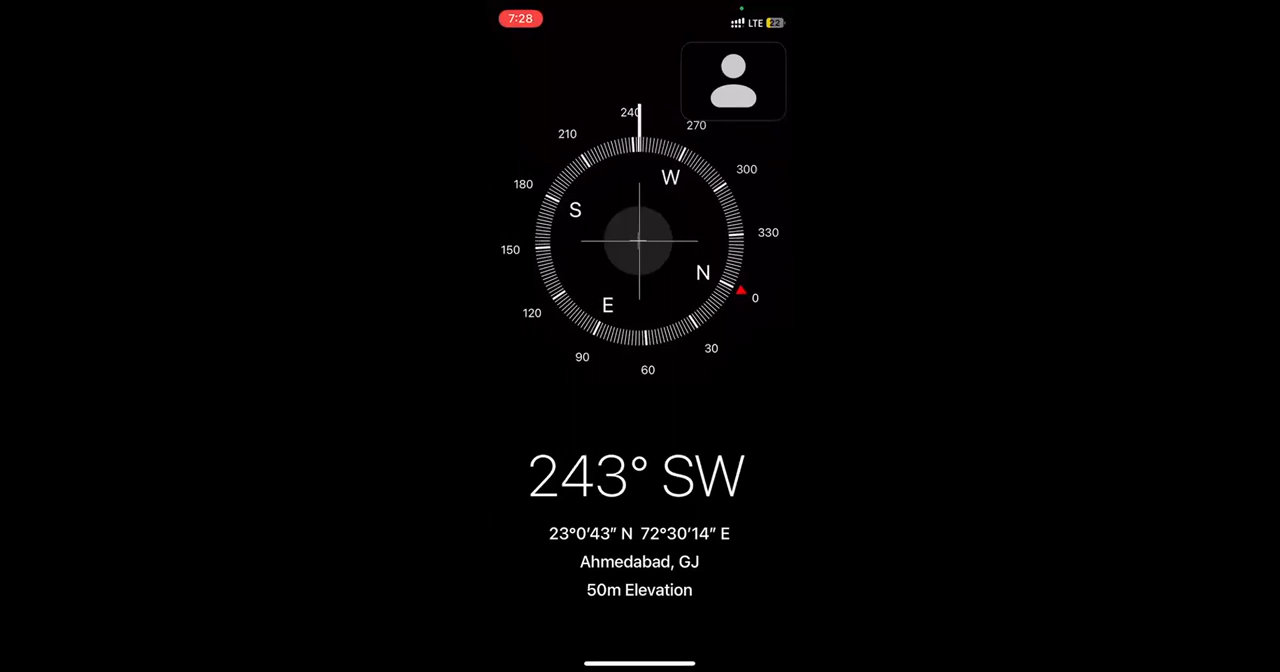 7:28
LTE 22
240
270
210
300
W
180
S
330
150
N
0
E
120
30
90
60
243° SW
23°0′43″ N 72°30′14″ E
Ahmedabad, GJ
50m Elevation